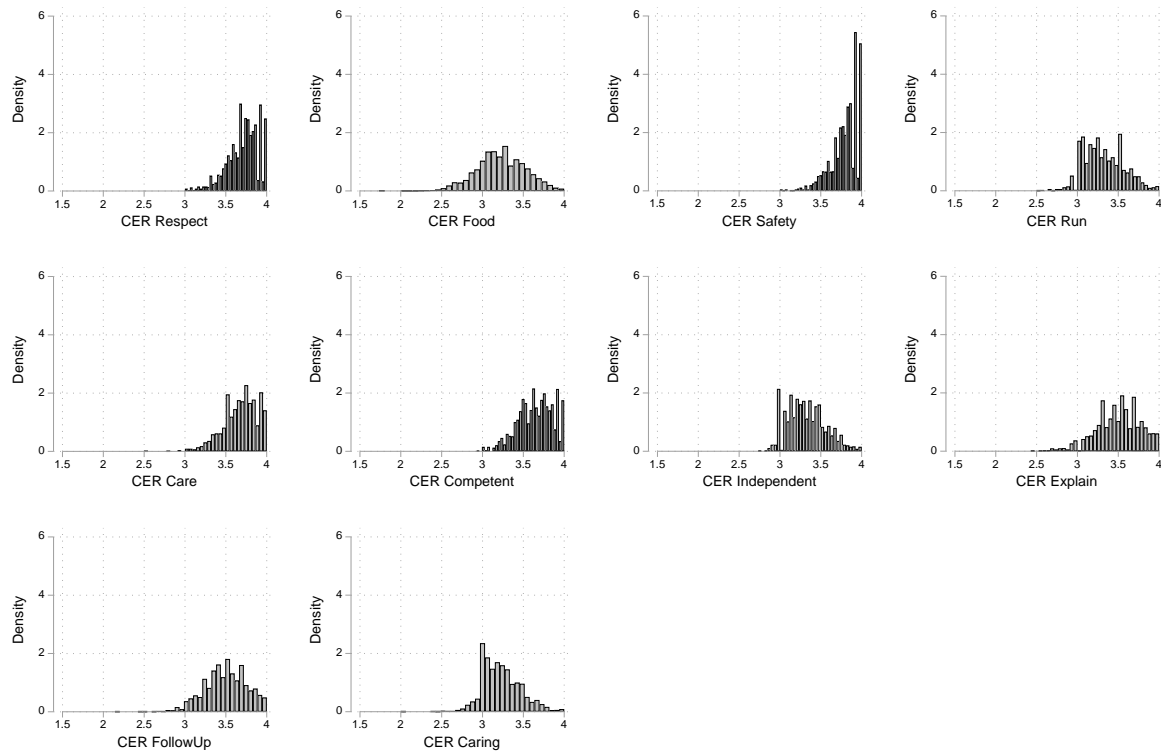 6
4
2
0
Density
1.5 2 2.5 3 3.5 4
CER Respect
6
4
2
0
Density
1.5 2 2.5 3 3.5 4
CER Food
6
4
2
0
Density
1.5 2 2.5 3 3.5 4
CER Safety
6
4
2
0
Density
1.5 2 2.5 3 3.5 4
CER Run
6
4
2
0
Density
1.5 2 2.5 3 3.5 4
CER Care
6
4
2
0
Density
1.5 2 2.5 3 3.5 4
CER Competent
6
4
2
0
Density
1.5 2 2.5 3 3.5 4
CER Independent
6
4
2
0
Density
1.5 2 2.5 3 3.5 4
CER Explain
6
4
2
0
Density
1.5 2 2.5 3 3.5 4
CER FollowUp
6
4
2
0
Density
1.5 2 2.5 3 3.5 4
CER Caring